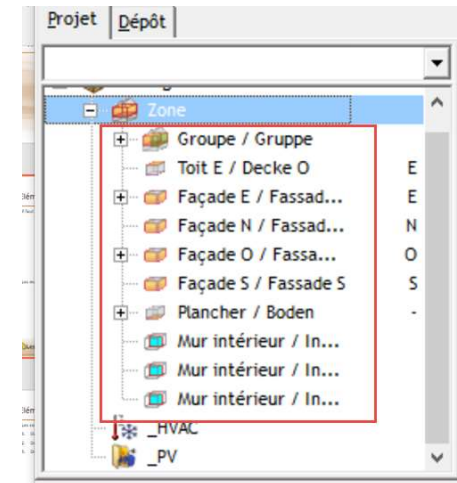 Projet Dépôt
Zone
Groupe / Gruppe
Toit E / Decke O E
Façade E / Fassad... E
Façade N / Fassad... N
Façade O / Fassa... O
Façade S / Fassade S S
Plancher / Boden -
Mur intérieur / In...
Mur intérieur / In...
Mur intérieur / In...
_HVAC
_PV